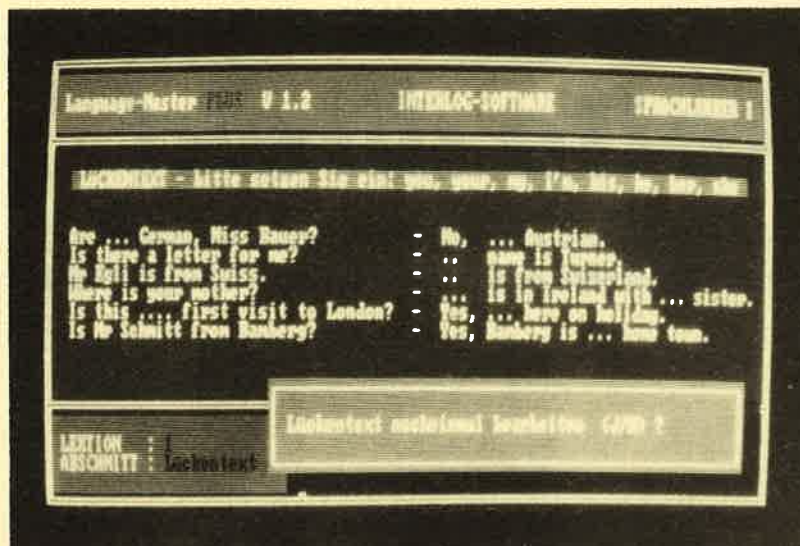 Language-Master PLUS V 1.2 INTERLOG-SOFTWARE SPRACHLEHRER 1
LÜCKENTEXT - bitte setzen Sie ein: you, your, my, I'm, his, he, her, she
Are ... German, Miss Bauer? - No, ... Austrian.
Is there a letter for me? - .. name is Turner.
Mr Egli is from Suiss. - .. is from Switzerland.
Where is your mother? - ... is in Ireland with ... sister.
Is this .... first visit to London? - Yes, ... here on holiday.
Is Mr Schmitt from Bamberg? - Yes, Bamberg is ... home town.
Lückentext nocheinmal bearbeiten (J/N) ?
LEKTION : 1
ABSCHNITT : Lückentext